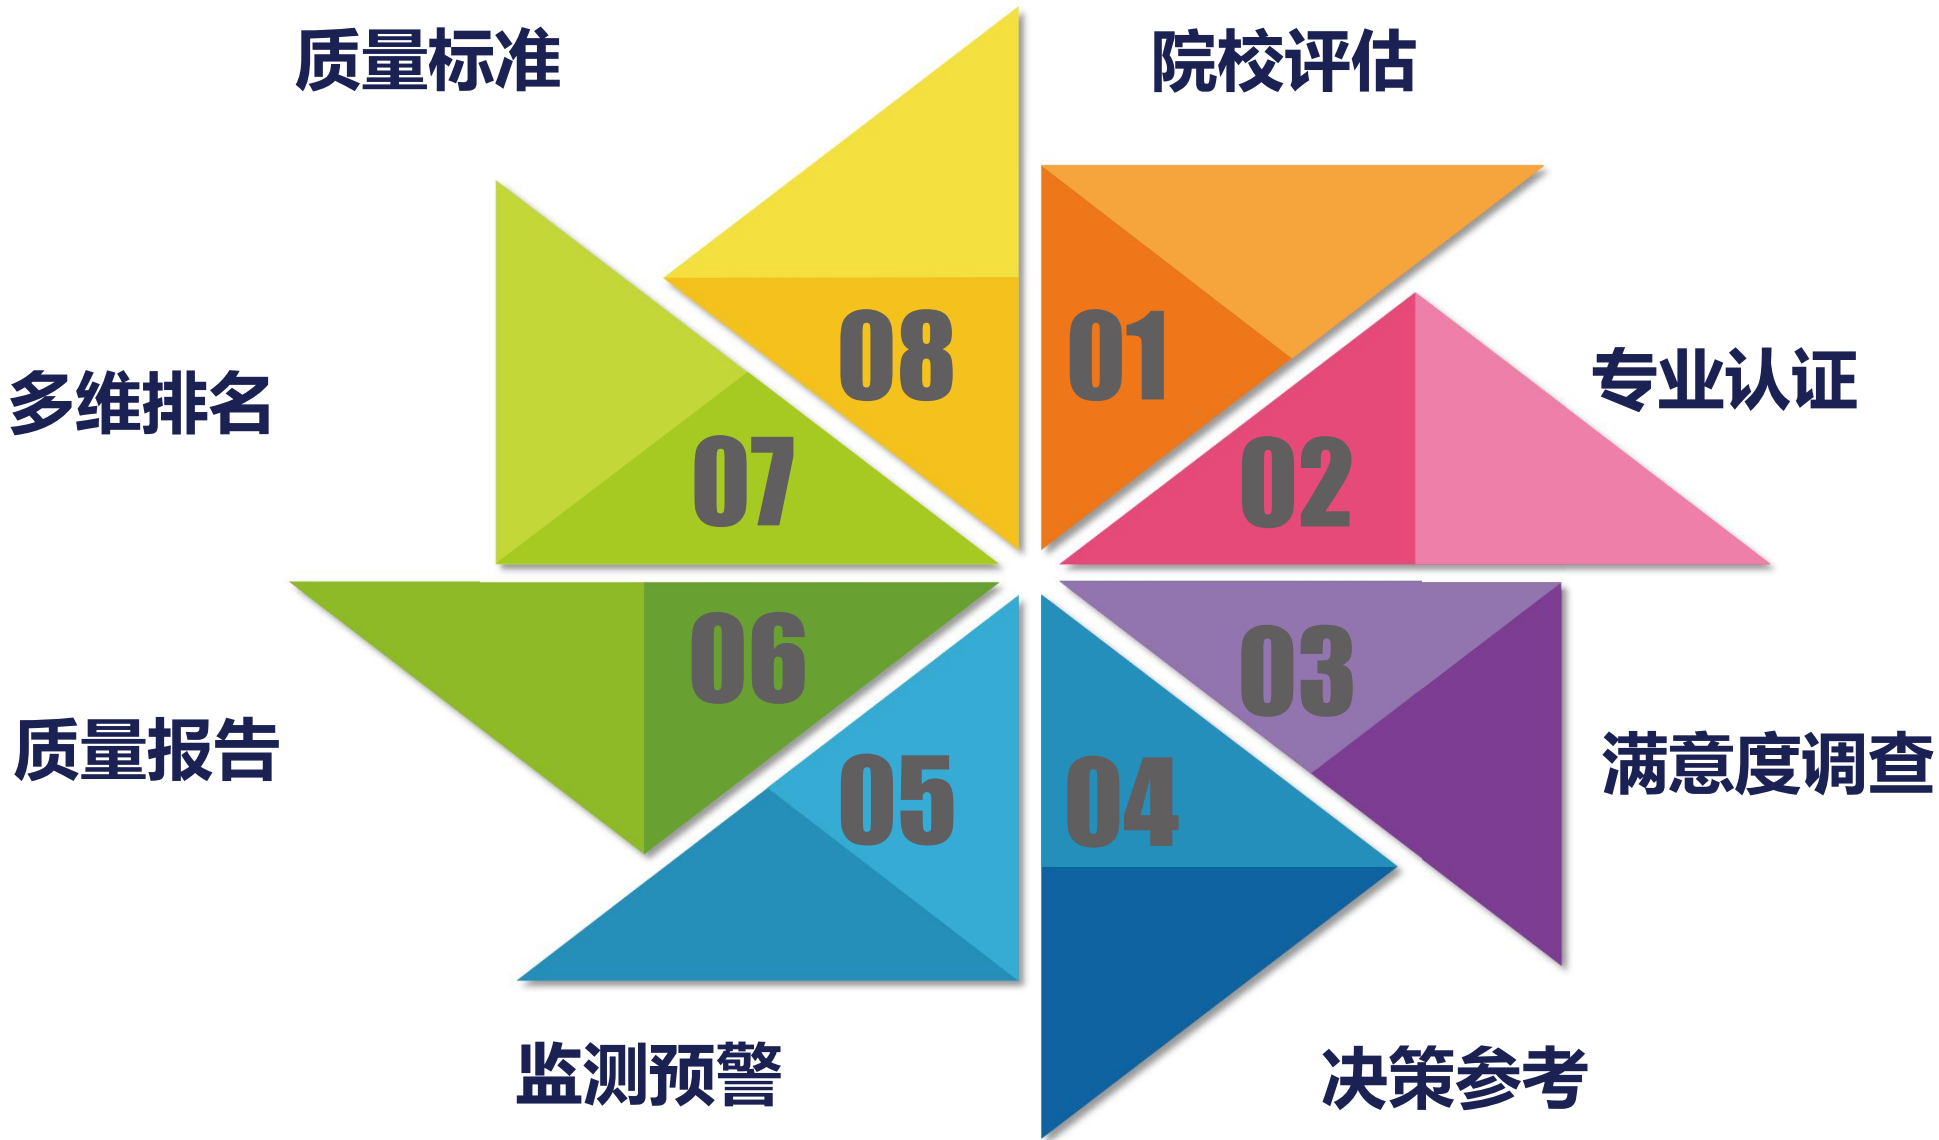 质量标准
院校评估
08
01
多维排名
专业认证
07
02
06
03
质量报告
满意度调查
05
04
监测预警
决策参考